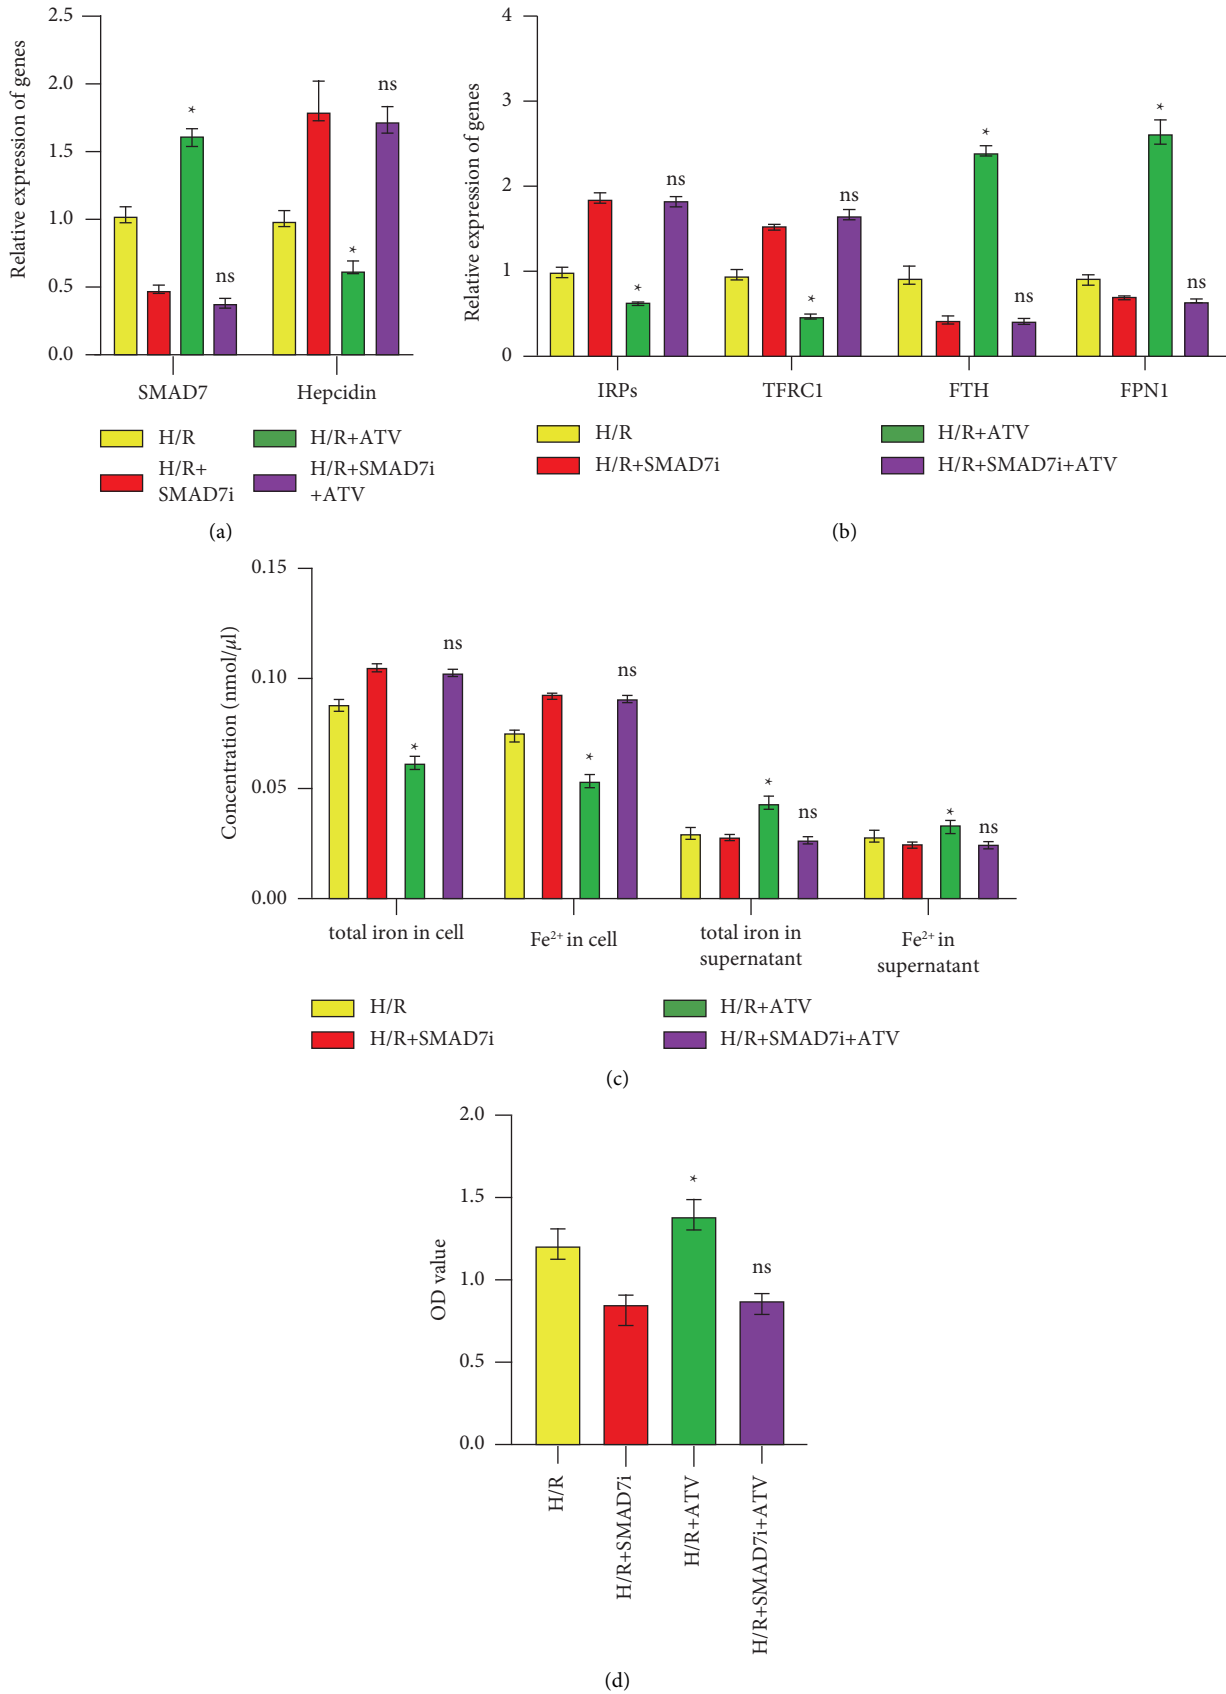 Relative expression of genes
2.5
2.0
1.5
1.0
0.5
0.0
*
ns
*
ns
SMAD7
Hepcidin
H/R
H/R+ATV
H/R+
SMAD7i
H/R+SMAD7i
+ATV
(a)
Relative expression of genes
4
3
2
1
0
*
ns
*
ns
*
ns
*
ns
IRPs
TFRC1
FTH
FPN1
H/R
H/R+ATV
H/R+SMAD7i
H/R+SMAD7i+ATV
(b)
Concentration (nmol/μl)
0.15
0.10
0.05
0.00
*
ns
*
ns
*
ns
*
ns
total iron in cell
Fe²⁺ in cell
total iron in
supernatant
Fe²⁺ in
supernatant
H/R
H/R+ATV
H/R+SMAD7i
H/R+SMAD7i+ATV
(c)
OD value
2.0
1.5
1.0
0.5
0.0
*
ns
H/R
H/R+SMAD7i
H/R+ATV
H/R+SMAD7i+ATV
(d)